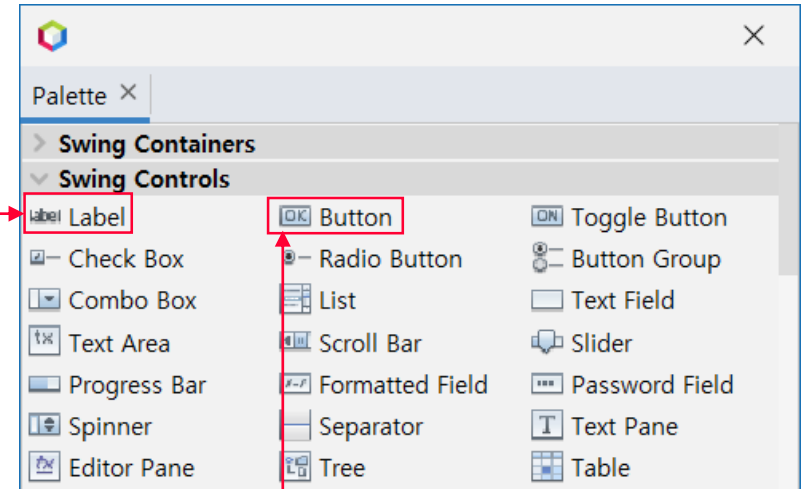 Palette
Swing Containers
Swing Controls
label Label OK Button ON Toggle Button
Check Box Radio Button Button Group
Combo Box List Text Field
tx Text Area Scroll Bar Slider
Progress Bar Formatted Field Password Field
Spinner Separator T Text Pane
Editor Pane Tree Table